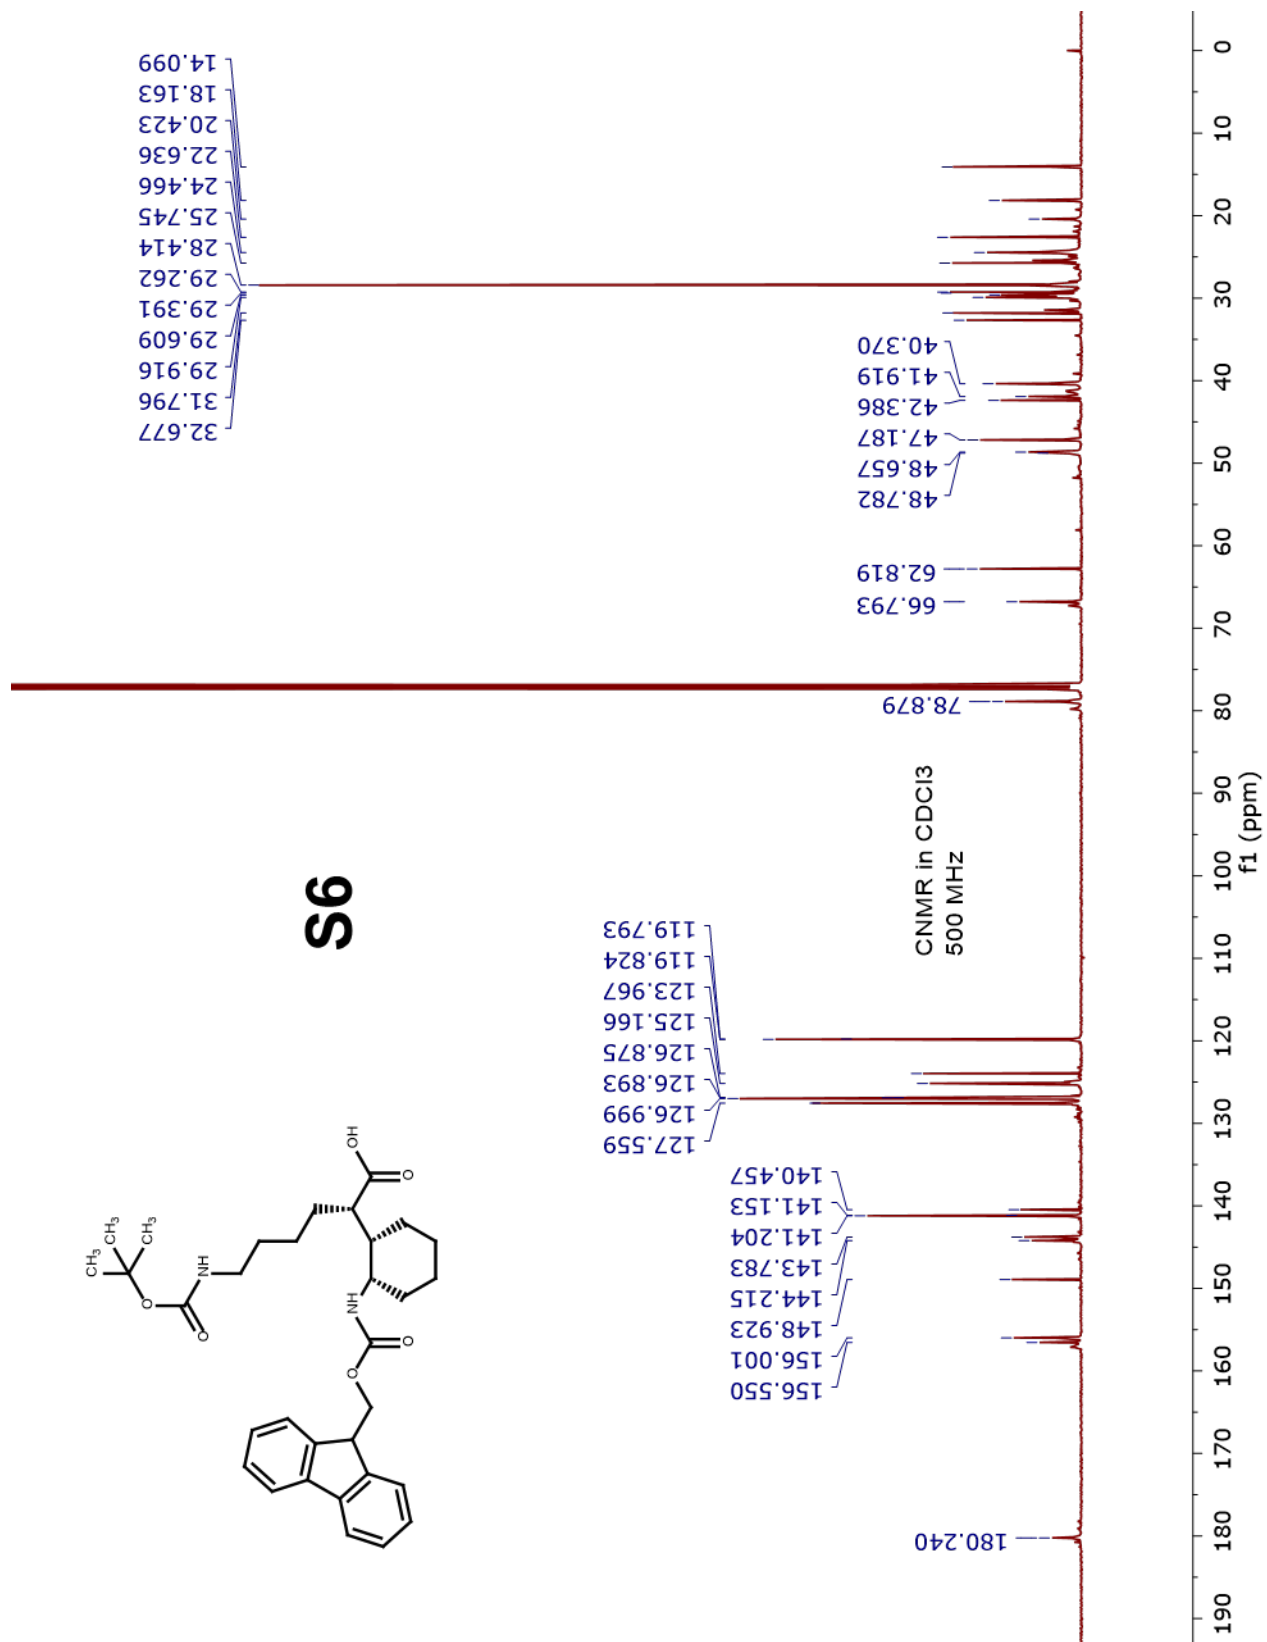 S6
CH₃
CH₃
CH₃
O
O
NH
OH
O
NH
O
O
180.240
156.550
156.001
148.923
144.215
143.783
141.204
141.153
140.457
127.559
126.999
126.893
126.875
125.166
123.967
119.824
119.793
CNMR in CDCl3
500 MHz
78.879
66.793
62.819
48.782
48.657
47.187
42.386
41.919
40.370
32.677
31.796
29.916
29.609
29.391
29.262
28.414
25.745
24.466
22.636
20.423
18.163
14.099
190 180 170 160 150 140 130 120 110 100 90 80 70 60 50 40 30 20 10 0
f1 (ppm)